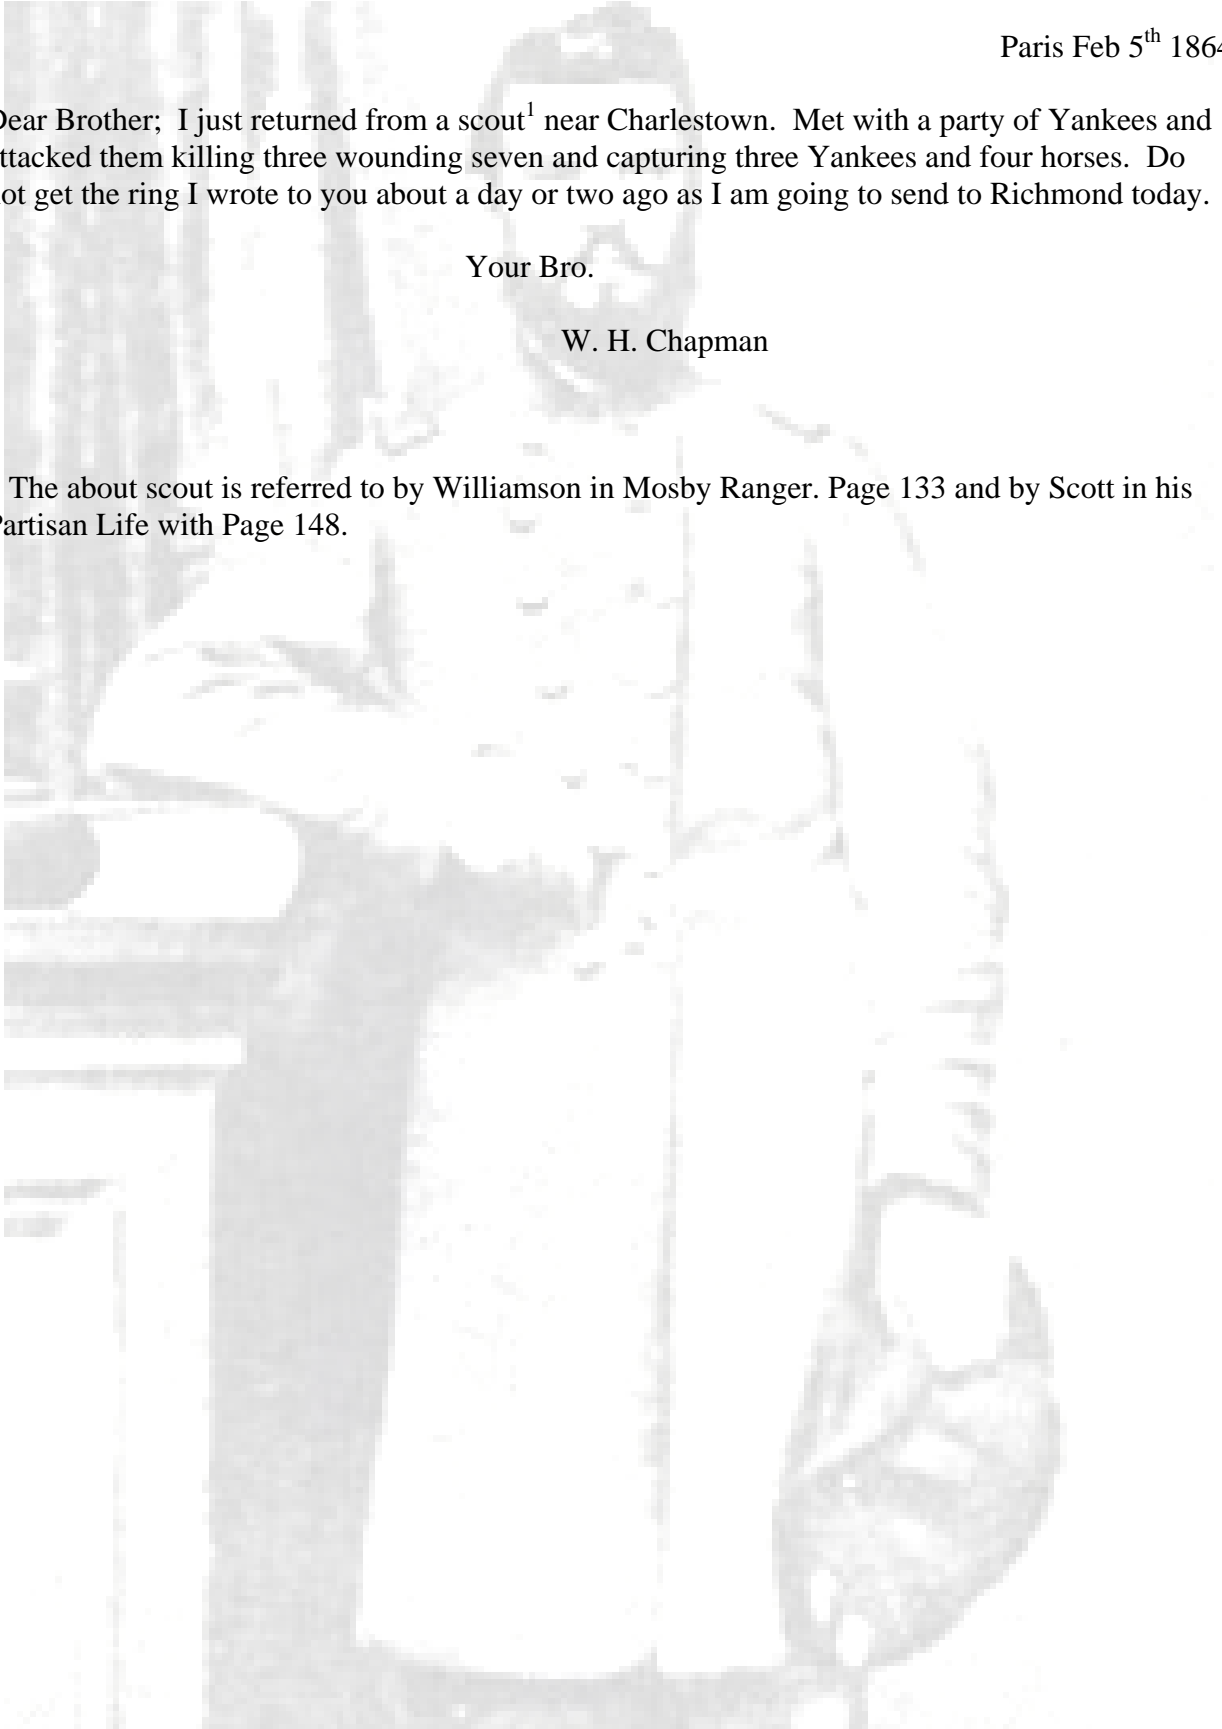 Paris Feb 5th 1864
Dear Brother; I just returned from a scout1 near Charlestown. Met with a party of Yankees and
attacked them killing three wounding seven and capturing three Yankees and four horses. Do
not get the ring I wrote to you about a day or two ago as I am going to send to Richmond today.
Your Bro.
W. H. Chapman
The about scout is referred to by Williamson in Mosby Ranger. Page 133 and by Scott in his
Partisan Life with Page 148.